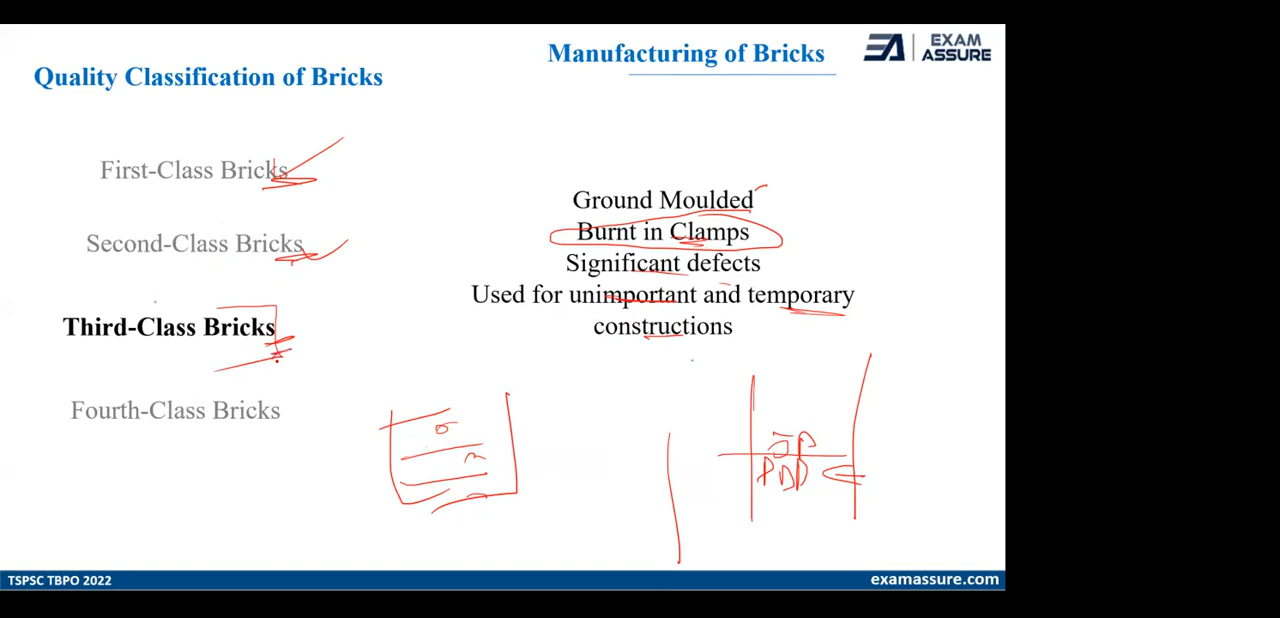 Manufacturing of Bricks
EXAM
ASSURE
Quality Classification of Bricks
First-Class Bricks
Second-Class Bricks
Third-Class Bricks
Fourth-Class Bricks
Ground Moulded
Burnt in Clamps
Significant defects
Used for unimportant and temporary
constructions
TSPSC TBPO 2022
examassure.com